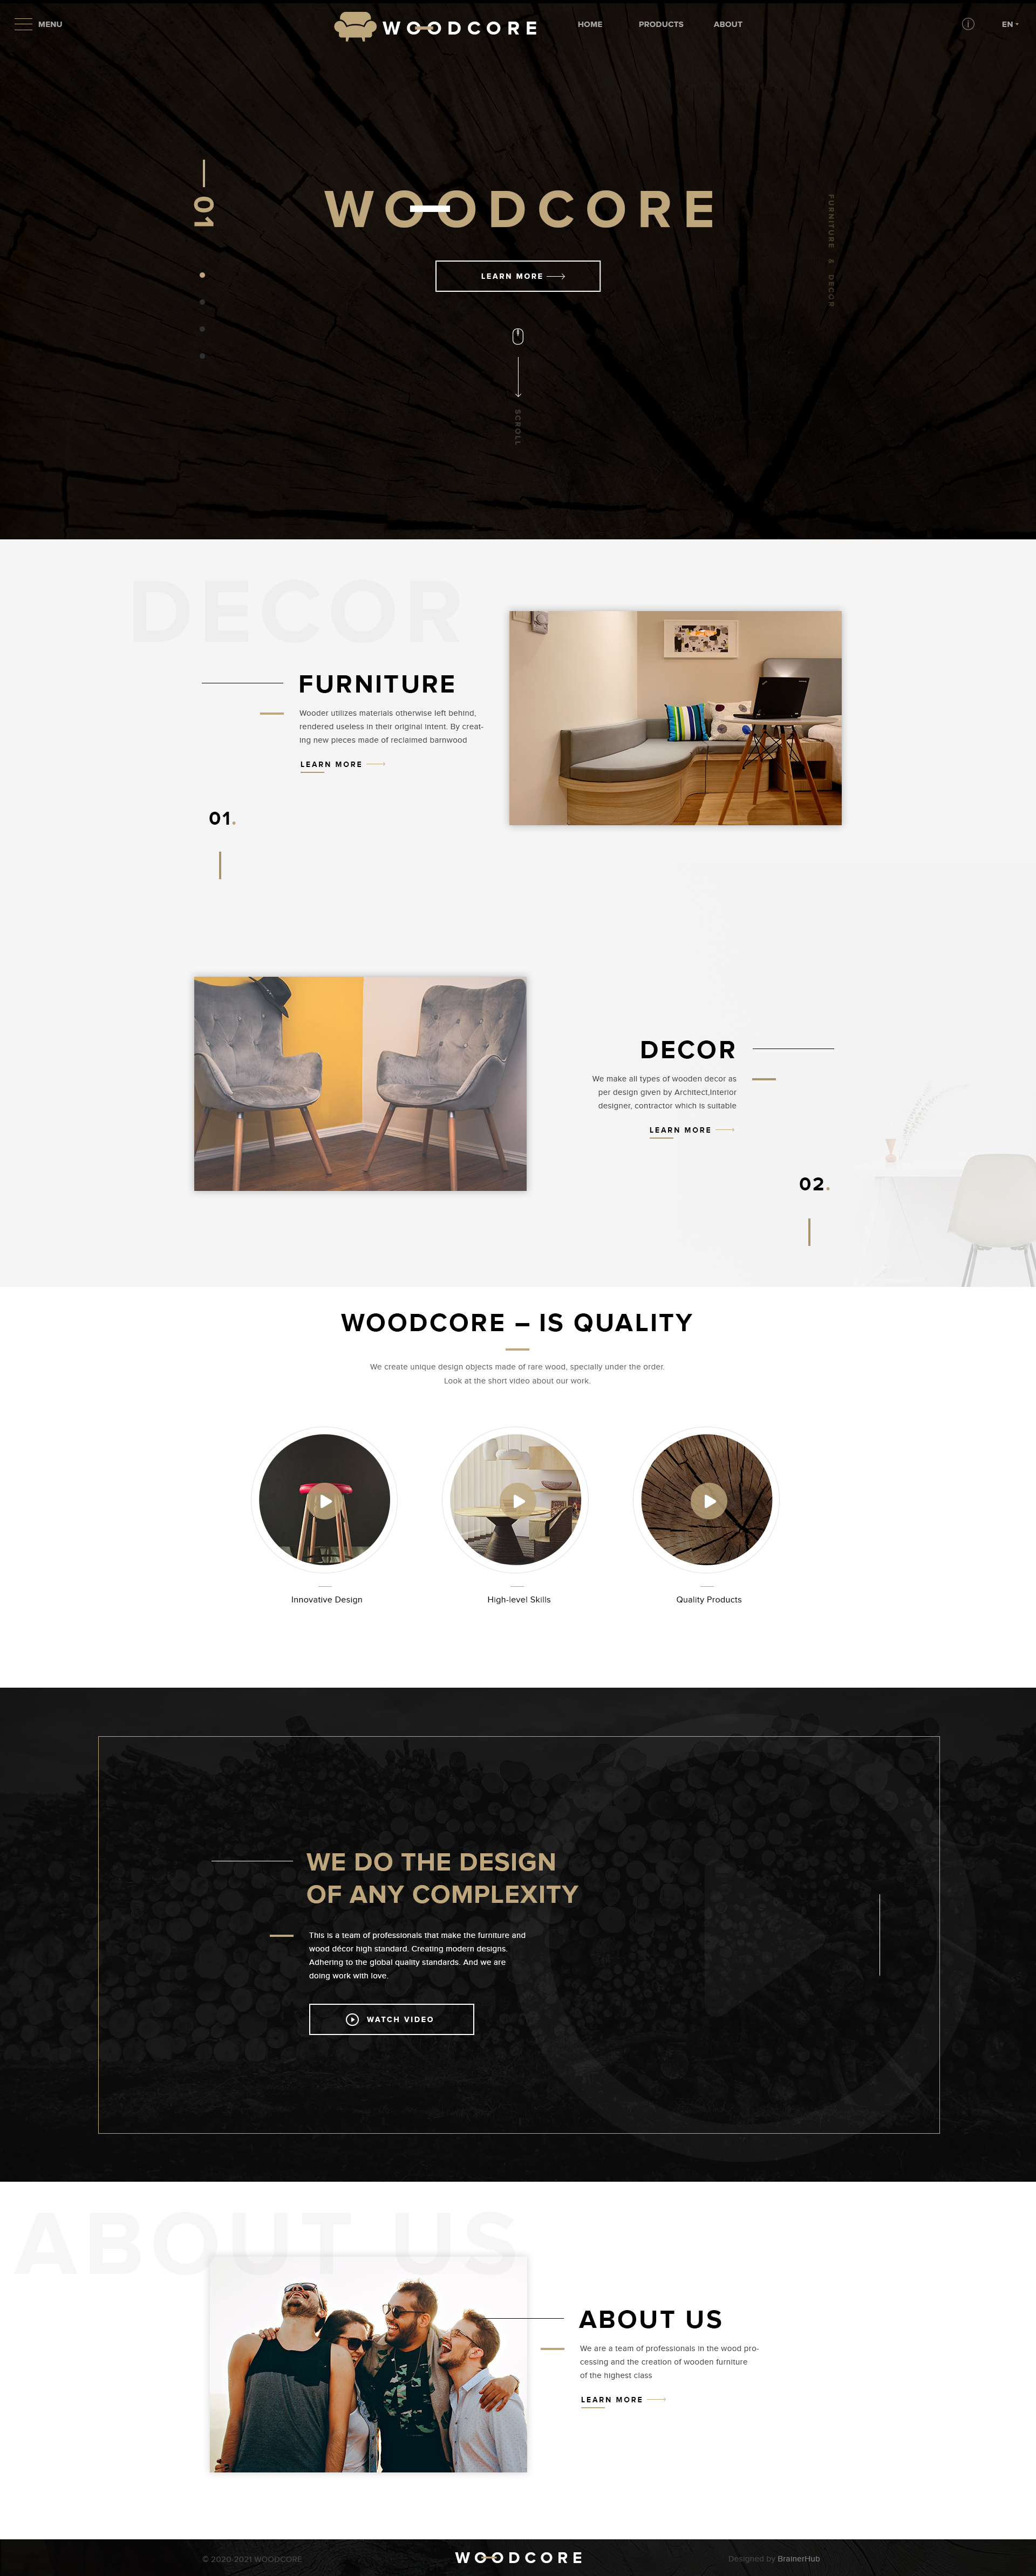 MENU
WOODCORE
HOME
PRODUCTS
ABOUT
EN
01
WOODCORE
FURNITURE & DECOR
LEARN MORE
SCROLL
DECOR
FURNITURE
Wooder utilizes materials otherwise left behind,
rendered useless in their original intent. By creat-
ing new pieces made of reclaimed barnwood
LEARN MORE
01.
DECOR
We make all types of wooden decor as
per design given by Architect,Interior
designer, contractor which is suitable
LEARN MORE
02.
WOODCORE – IS QUALITY
We create unique design objects made of rare wood, specially under the order.
Look at the short video about our work.
Innovative Design
High-level Skills
Quality Products
WE DO THE DESIGN
OF ANY COMPLEXITY
This is a team of professionals that make the furniture and
wood décor high standard. Creating modern designs.
Adhering to the global quality standards. And we are
doing work with love.
WATCH VIDEO
ABOUT US
ABOUT US
We are a team of professionals in the wood pro-
cessing and the creation of wooden furniture
of the highest class
LEARN MORE
© 2020-2021 WOODCORE
WOODCORE
Designed by BrainerHub